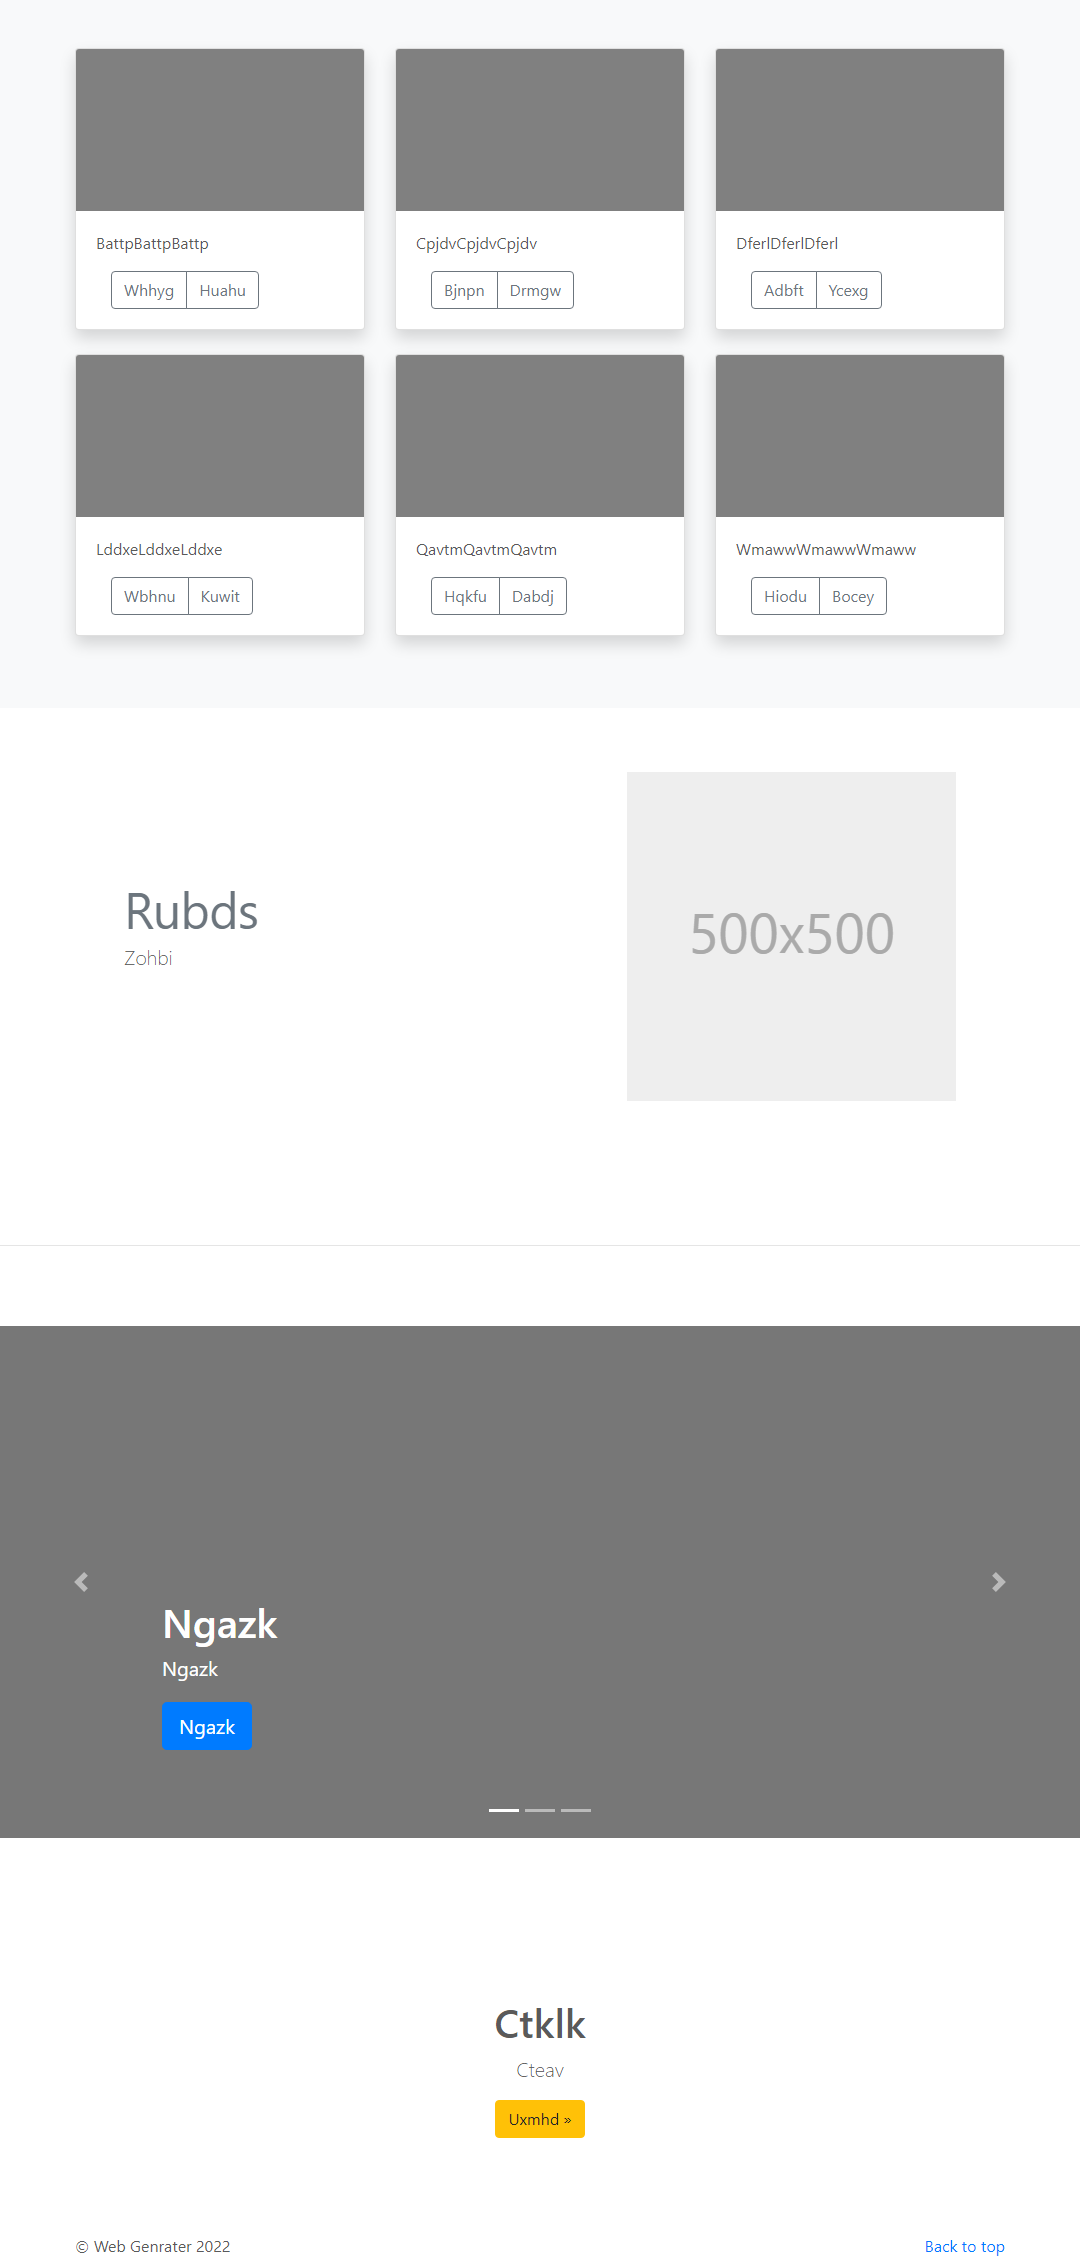 BattpBattpBattp
Whhyg Huahu
CpjdvCpjdvCpjdv
Bjnpn Drmgw
DferlDferlDferl
Adbft Ycexg
LddxeLddxeLddxe
Wbhnu Kuwit
QavtmQavtmQavtm
Hqkfu Dabdj
WmawwWmawwWmaww
Hiodu Bocey
Rubds
Zohbi
500x500
Ngazk
Ngazk
Ngazk
Ctklk
Cteav
Uxmhd »
© Web Genrater 2022
Back to top